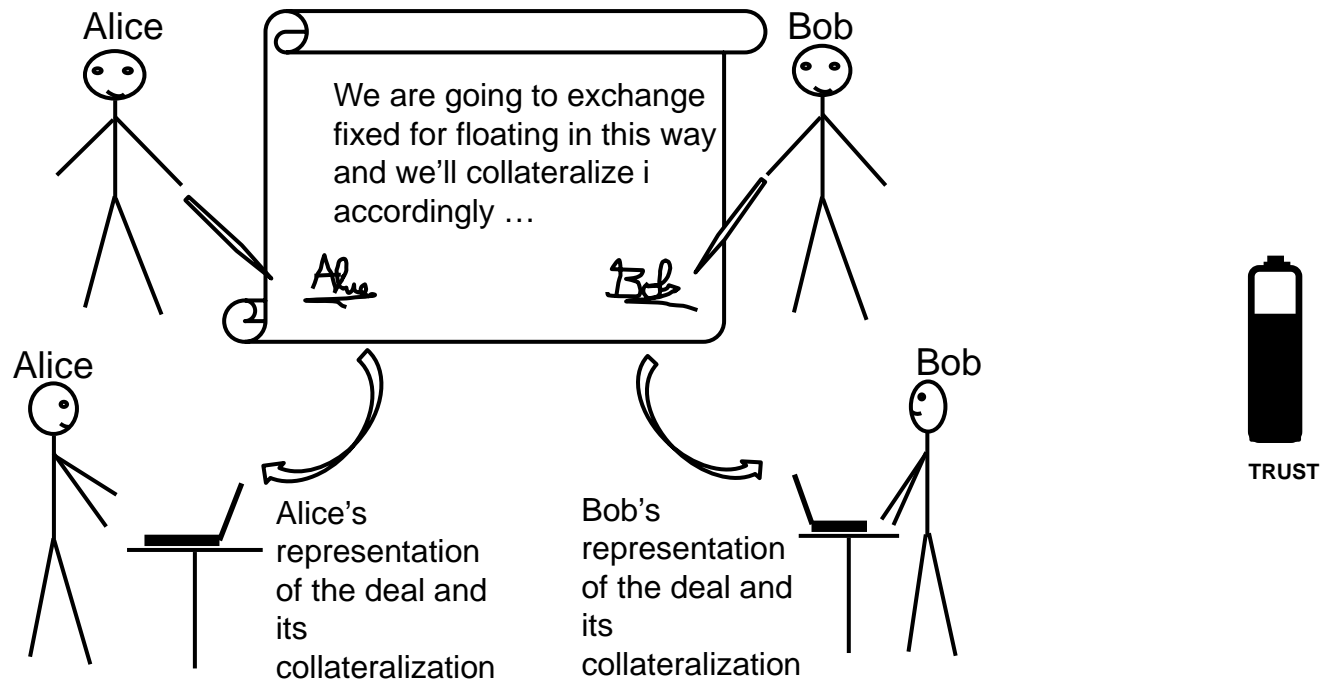 Alice
Bob
We are going to exchange
fixed for floating in this way
and we'll collateralize i
accordingly …
Alice
Bob
Alice
Bob
TRUST
Alice's
representation
of the deal and
its
collateralization
Bob's
representation
of the deal and
its
collateralization